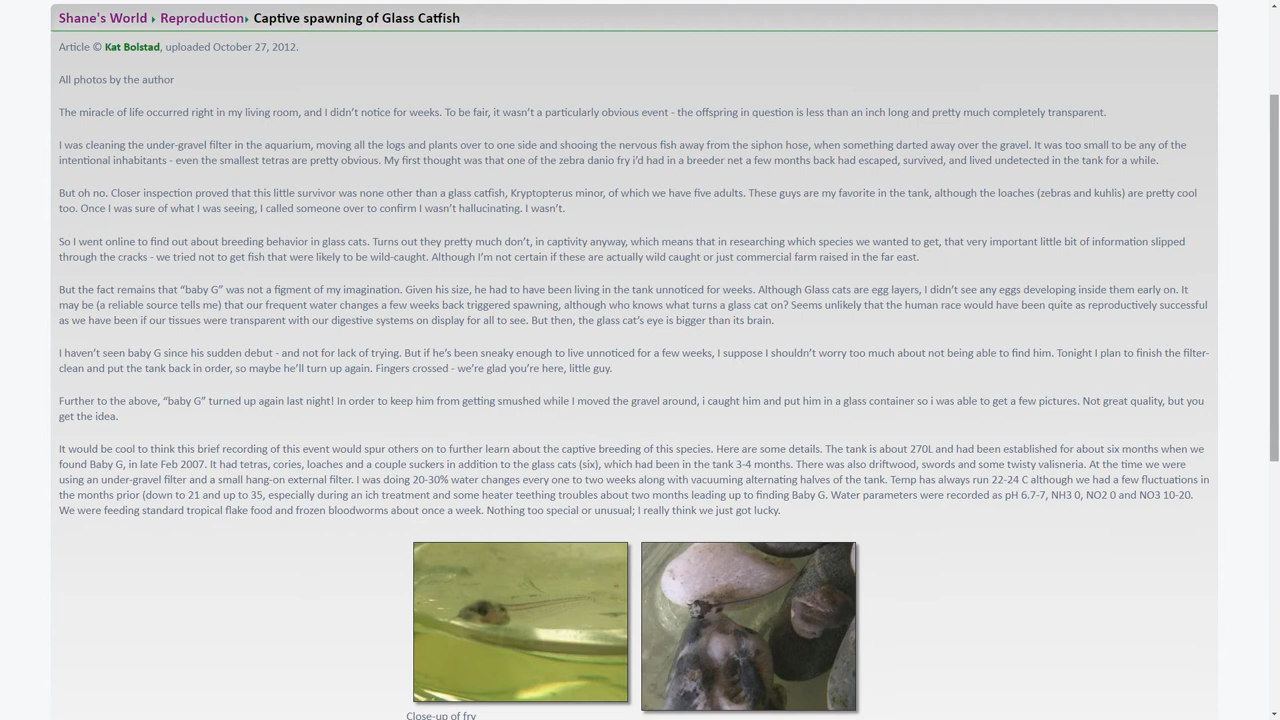 Shane's World › Reproduction › Captive spawning of Glass Catfish
Article © Kat Bolstad, uploaded October 27, 2012.
All photos by the author
The miracle of life occurred right in my living room, and I didn’t notice for weeks. To be fair, it wasn’t a particularly obvious event - the offspring in question is less than an inch long and pretty much completely transparent.
I was cleaning the under-gravel filter in the aquarium, moving all the logs and plants over to one side and shooing the nervous fish away from the siphon hose, when something darted away over the gravel. It was too small to be any of the
intentional inhabitants - even the smallest tetras are pretty obvious. My first thought was that one of the zebra danio fry i’d had in a breeder net a few months back had escaped, survived, and lived undetected in the tank for a while.
But oh no. Closer inspection proved that this little survivor was none other than a glass catfish, Kryptopterus minor, of which we have five adults. These guys are my favorite in the tank, although the loaches (zebras and kuhlis) are pretty cool
too. Once I was sure of what I was seeing, I called someone over to confirm I wasn’t hallucinating. I wasn’t.
So I went online to find out about breeding behavior in glass cats. Turns out they pretty much don’t, in captivity anyway, which means that in researching which species we wanted to get, that very important little bit of information slipped
through the cracks - we tried not to get fish that were likely to be wild-caught. Although I’m not certain if these are actually wild caught or just commercial farm raised in the far east.
But the fact remains that “baby G” was not a figment of my imagination. Given his size, he had to have been living in the tank unnoticed for weeks. Although Glass cats are egg layers, I didn’t see any eggs developing inside them early on. It
may be (a reliable source tells me) that our frequent water changes a few weeks back triggered spawning, although who knows what turns a glass cat on? Seems unlikely that the human race would have been quite as reproductively successful
as we have been if our tissues were transparent with our digestive systems on display for all to see. But then, the glass cat’s eye is bigger than its brain.
I haven’t seen baby G since his sudden debut - and not for lack of trying. But if he’s been sneaky enough to live unnoticed for a few weeks, I suppose I shouldn’t worry too much about not being able to find him. Tonight I plan to finish the filter-
clean and put the tank back in order, so maybe he’ll turn up again. Fingers crossed - we’re glad you’re here, little guy.
Further to the above, “baby G” turned up again last night! In order to keep him from getting smushed while I moved the gravel around, i caught him and put him in a glass container so i was able to get a few pictures. Not great quality, but you
get the idea.
It would be cool to think this brief recording of this event would spur others on to further learn about the captive breeding of this species. Here are some details. The tank is about 270L and had been established for about six months when we
found Baby G, in late Feb 2007. It had tetras, cories, loaches and a couple suckers in addition to the glass cats (six), which had been in the tank 3-4 months. There was also driftwood, swords and some twisty valisneria. At the time we were
using an under-gravel filter and a small hang-on external filter. I was doing 20-30% water changes every one to two weeks along with vacuuming alternating halves of the tank. Temp has always run 22-24 C although we had a few fluctuations in
the months prior (down to 21 and up to 35, especially during an ich treatment and some heater teething troubles about two months leading up to finding Baby G. Water parameters were recorded as pH 6.7-7, NH3 0, NO2 0 and NO3 10-20.
We were feeding standard tropical flake food and frozen bloodworms about once a week. Nothing too special or unusual; I really think we just got lucky.
Close-up of fry